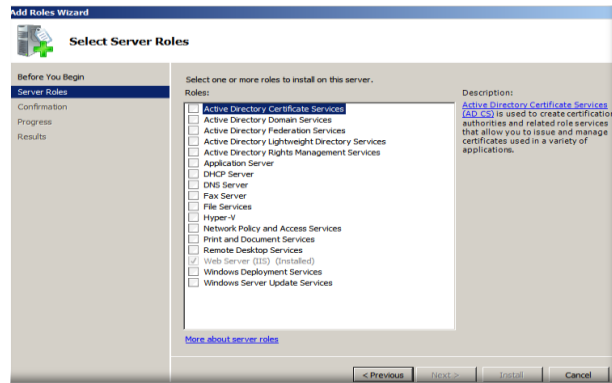 Add Roles Wizard
Select Server Roles
Before You Begin
Server Roles
Confirmation
Progress
Results
Select one or more roles to install on this server.
Roles:
Active Directory Certificate Services
Active Directory Domain Services
Active Directory Federation Services
Active Directory Lightweight Directory Services
Active Directory Rights Management Services
Application Server
DHCP Server
DNS Server
Fax Server
File Services
Hyper-V
Network Policy and Access Services
Print and Document Services
Remote Desktop Services
Web Server (IIS) (Installed)
Windows Deployment Services
Windows Server Update Services
More about server roles
Description:
Active Directory Certificate Services
(AD CS) is used to create certification
authorities and related role services
that allow you to issue and manage
certificates used in a variety of
applications.
< Previous
Next >
Install
Cancel